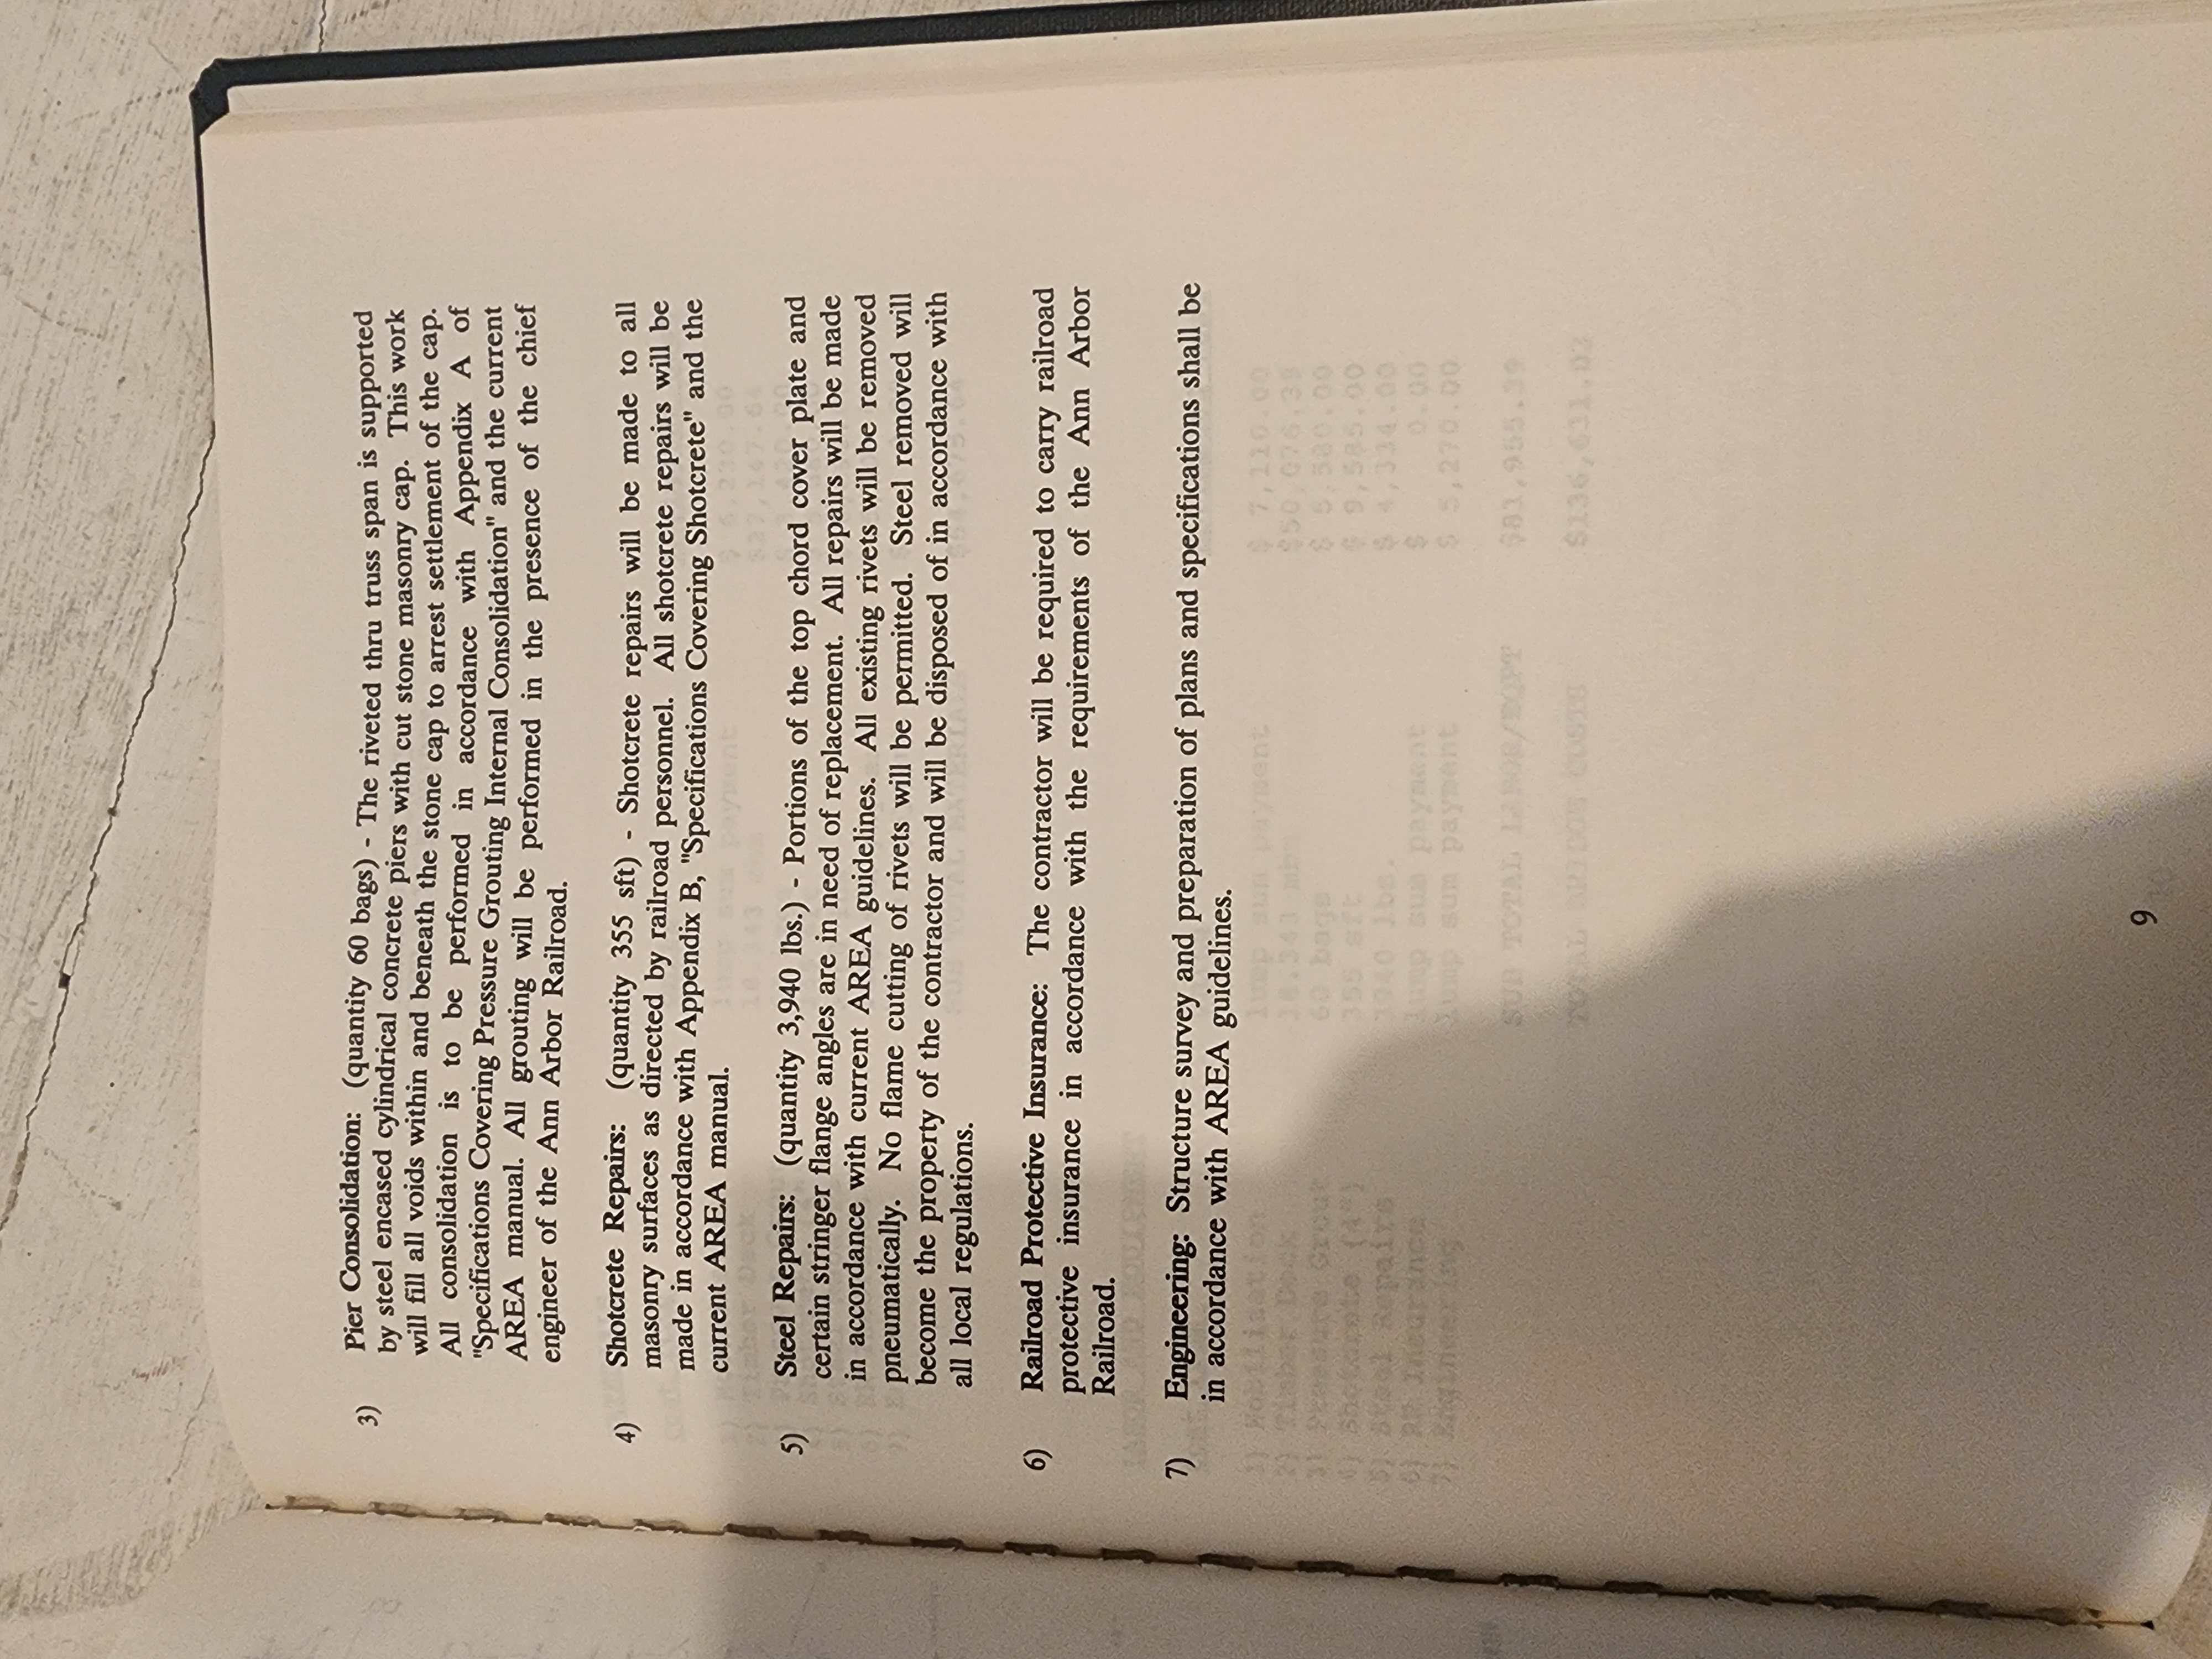 3) Pier Consolidation: (quantity 60 bags) - The riveted thru truss span is supported
by steel encased cylindrical concrete piers with cut stone masonry cap. This work
will fill all voids within and beneath the stone cap to arrest settlement of the cap.
All consolidation is to be performed in accordance with Appendix A of
"Specifications Covering Pressure Grouting Internal Consolidation" and the current
AREA manual. All grouting will be performed in the presence of the chief
engineer of the Ann Arbor Railroad.
4) Shotcrete Repairs: (quantity 355 sft) - Shotcrete repairs will be made to all
masonry surfaces as directed by railroad personnel. All shotcrete repairs will be
made in accordance with Appendix B, "Specifications Covering Shotcrete" and the
current AREA manual.
5) Steel Repairs: (quantity 3,940 lbs.) - Portions of the top chord cover plate and
certain stringer flange angles are in need of replacement. All repairs will be made
in accordance with current AREA guidelines. All existing rivets will be removed
pneumatically. No flame cutting of rivets will be permitted. Steel removed will
become the property of the contractor and will be disposed of in accordance with
all local regulations.
6) Railroad Protective Insurance: The contractor will be required to carry railroad
protective insurance in accordance with the requirements of the Ann Arbor
Railroad.
7) Engineering: Structure survey and preparation of plans and specifications shall be
in accordance with AREA guidelines.
9